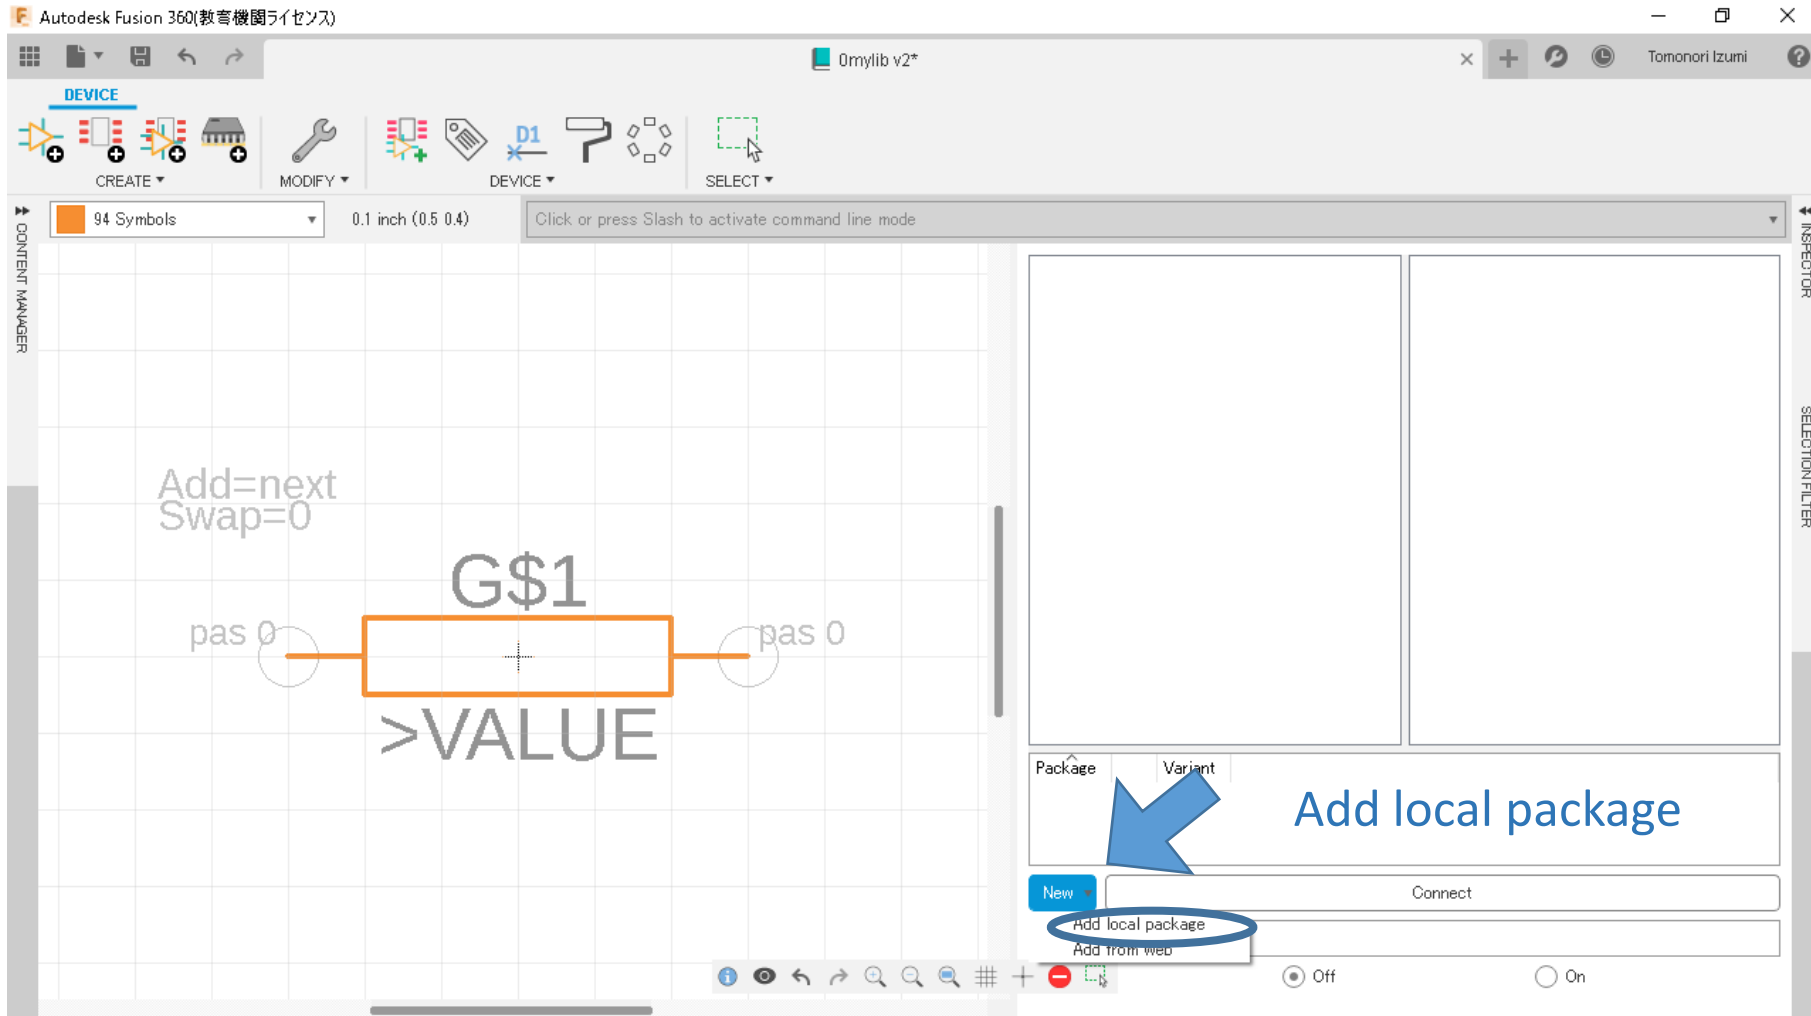 Autodesk Fusion 360(教育機関ライセンス)
0mylib v2*
Tomonori Izumi
DEVICE
D1
CREATE
MODIFY
DEVICE
SELECT
CONTENT MANAGER
94 Symbols
0.1 inch (0.5 0.4)
Click or press Slash to activate command line mode
INSPECTOR
SELECTION FILTER
Add=next
Swap=0
G$1
pas 0
pas 0
>VALUE
Package
Variant
Add local package
New
Connect
Add local package
Add from web
Off
On